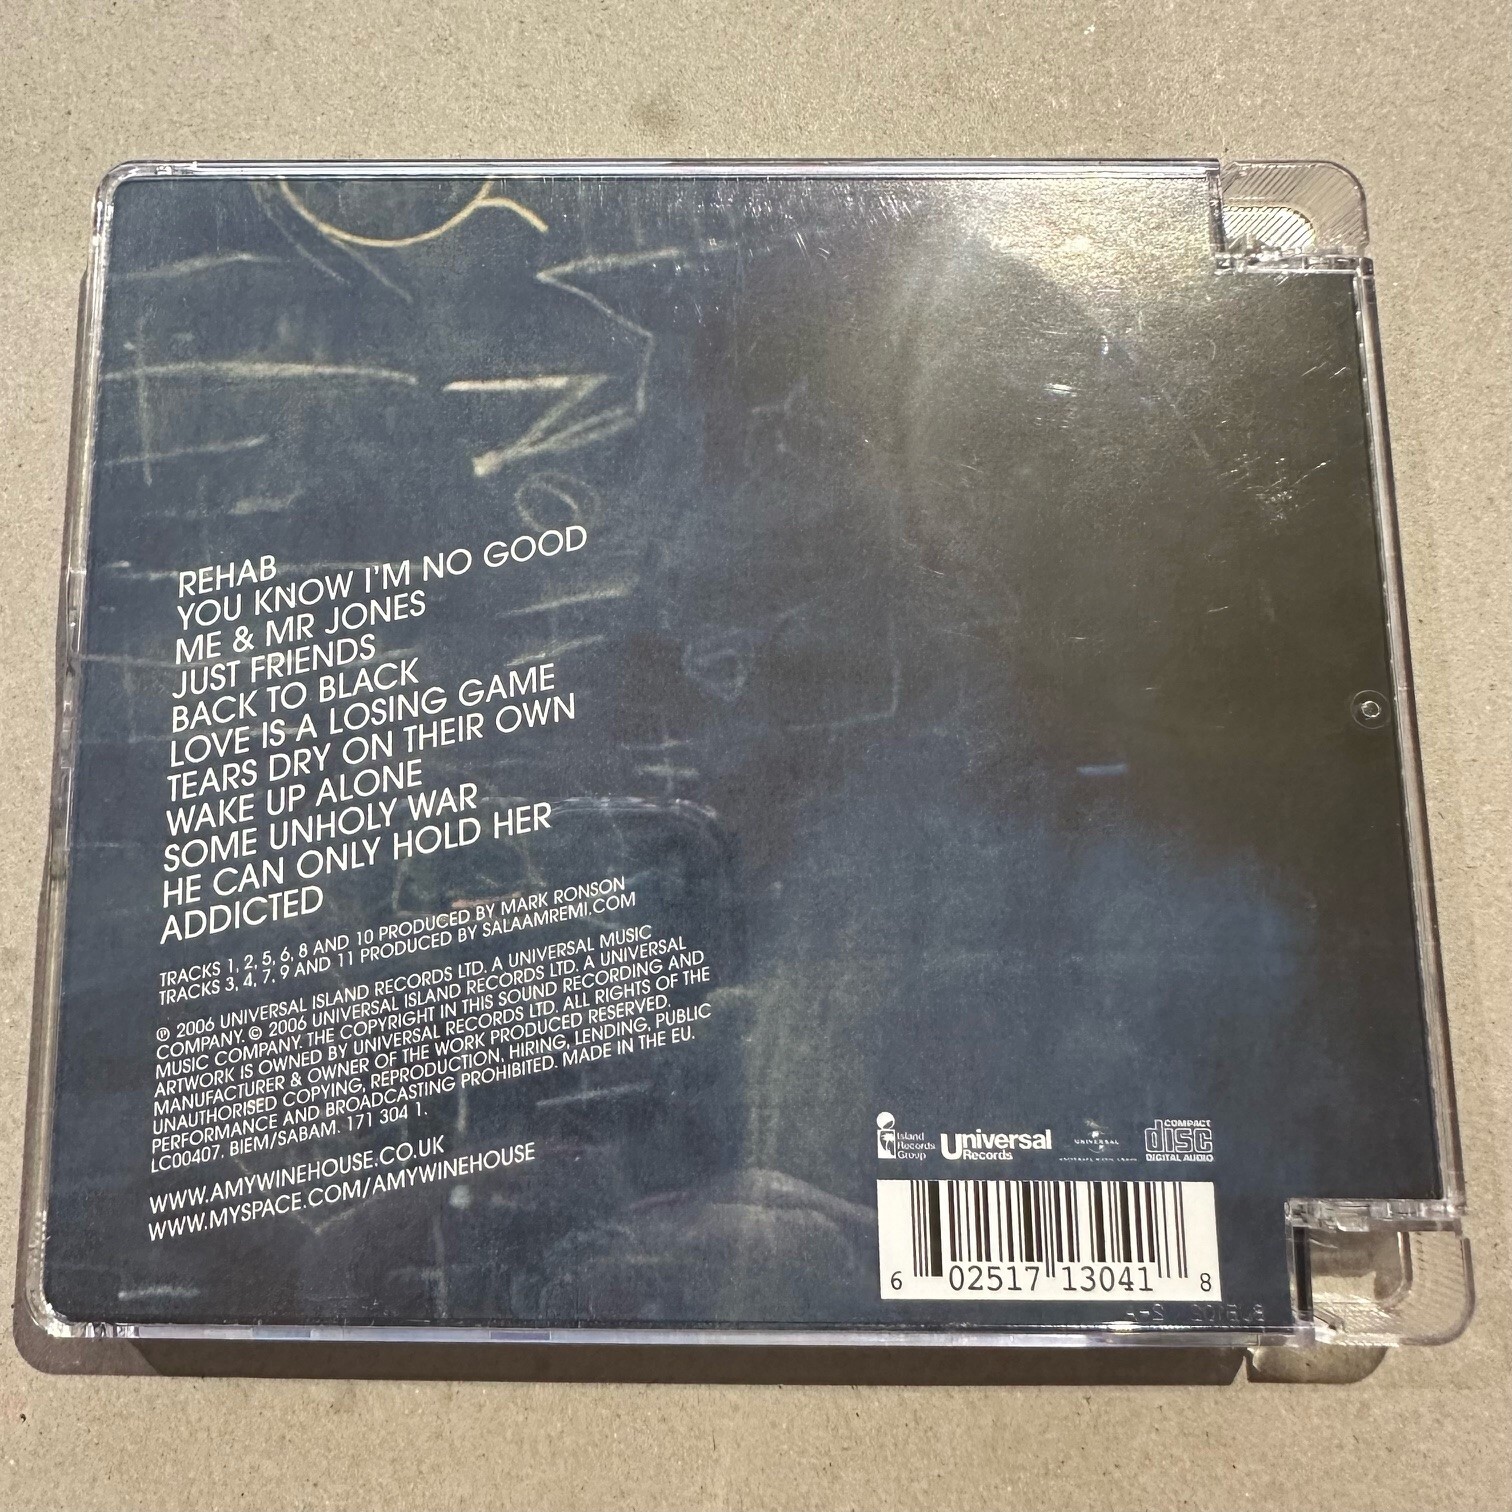 REHAB
YOU KNOW I'M NO GOOD
ME & MR JONES
JUST FRIENDS
BACK TO BLACK
LOVE IS A LOSING GAME
TEARS DRY ON THEIR OWN
WAKE UP ALONE
SOME UNHOLY WAR
HE CAN ONLY HOLD HER
ADDICTED
TRACKS 1, 2, 5, 6, 8 AND 10 PRODUCED BY MARK RONSON
TRACKS 3, 4, 7, 9 AND 11 PRODUCED BY SALAAMREMI.COM
℗ 2006 UNIVERSAL ISLAND RECORDS LTD. A UNIVERSAL MUSIC
COMPANY. © 2006 UNIVERSAL ISLAND RECORDS LTD. A UNIVERSAL
MUSIC COMPANY. THE COPYRIGHT IN THIS SOUND RECORDING AND
ARTWORK IS OWNED BY UNIVERSAL RECORDS LTD. ALL RIGHTS OF THE
MANUFACTURER & OWNER OF THE WORK PRODUCED RESERVED.
UNAUTHORISED COPYING, REPRODUCTION, HIRING, LENDING, PUBLIC
PERFORMANCE AND BROADCASTING PROHIBITED. MADE IN THE EU.
LC00407. BIEM/SABAM. 171 304 1.
WWW.AMYWINEHOUSE.CO.UK
WWW.MYSPACE.COM/AMYWINEHOUSE
Island
Records
Group
Universal
Records
UNIVERSAL
COMPACT
disc
DIGITAL AUDIO
6 02517 13041 8